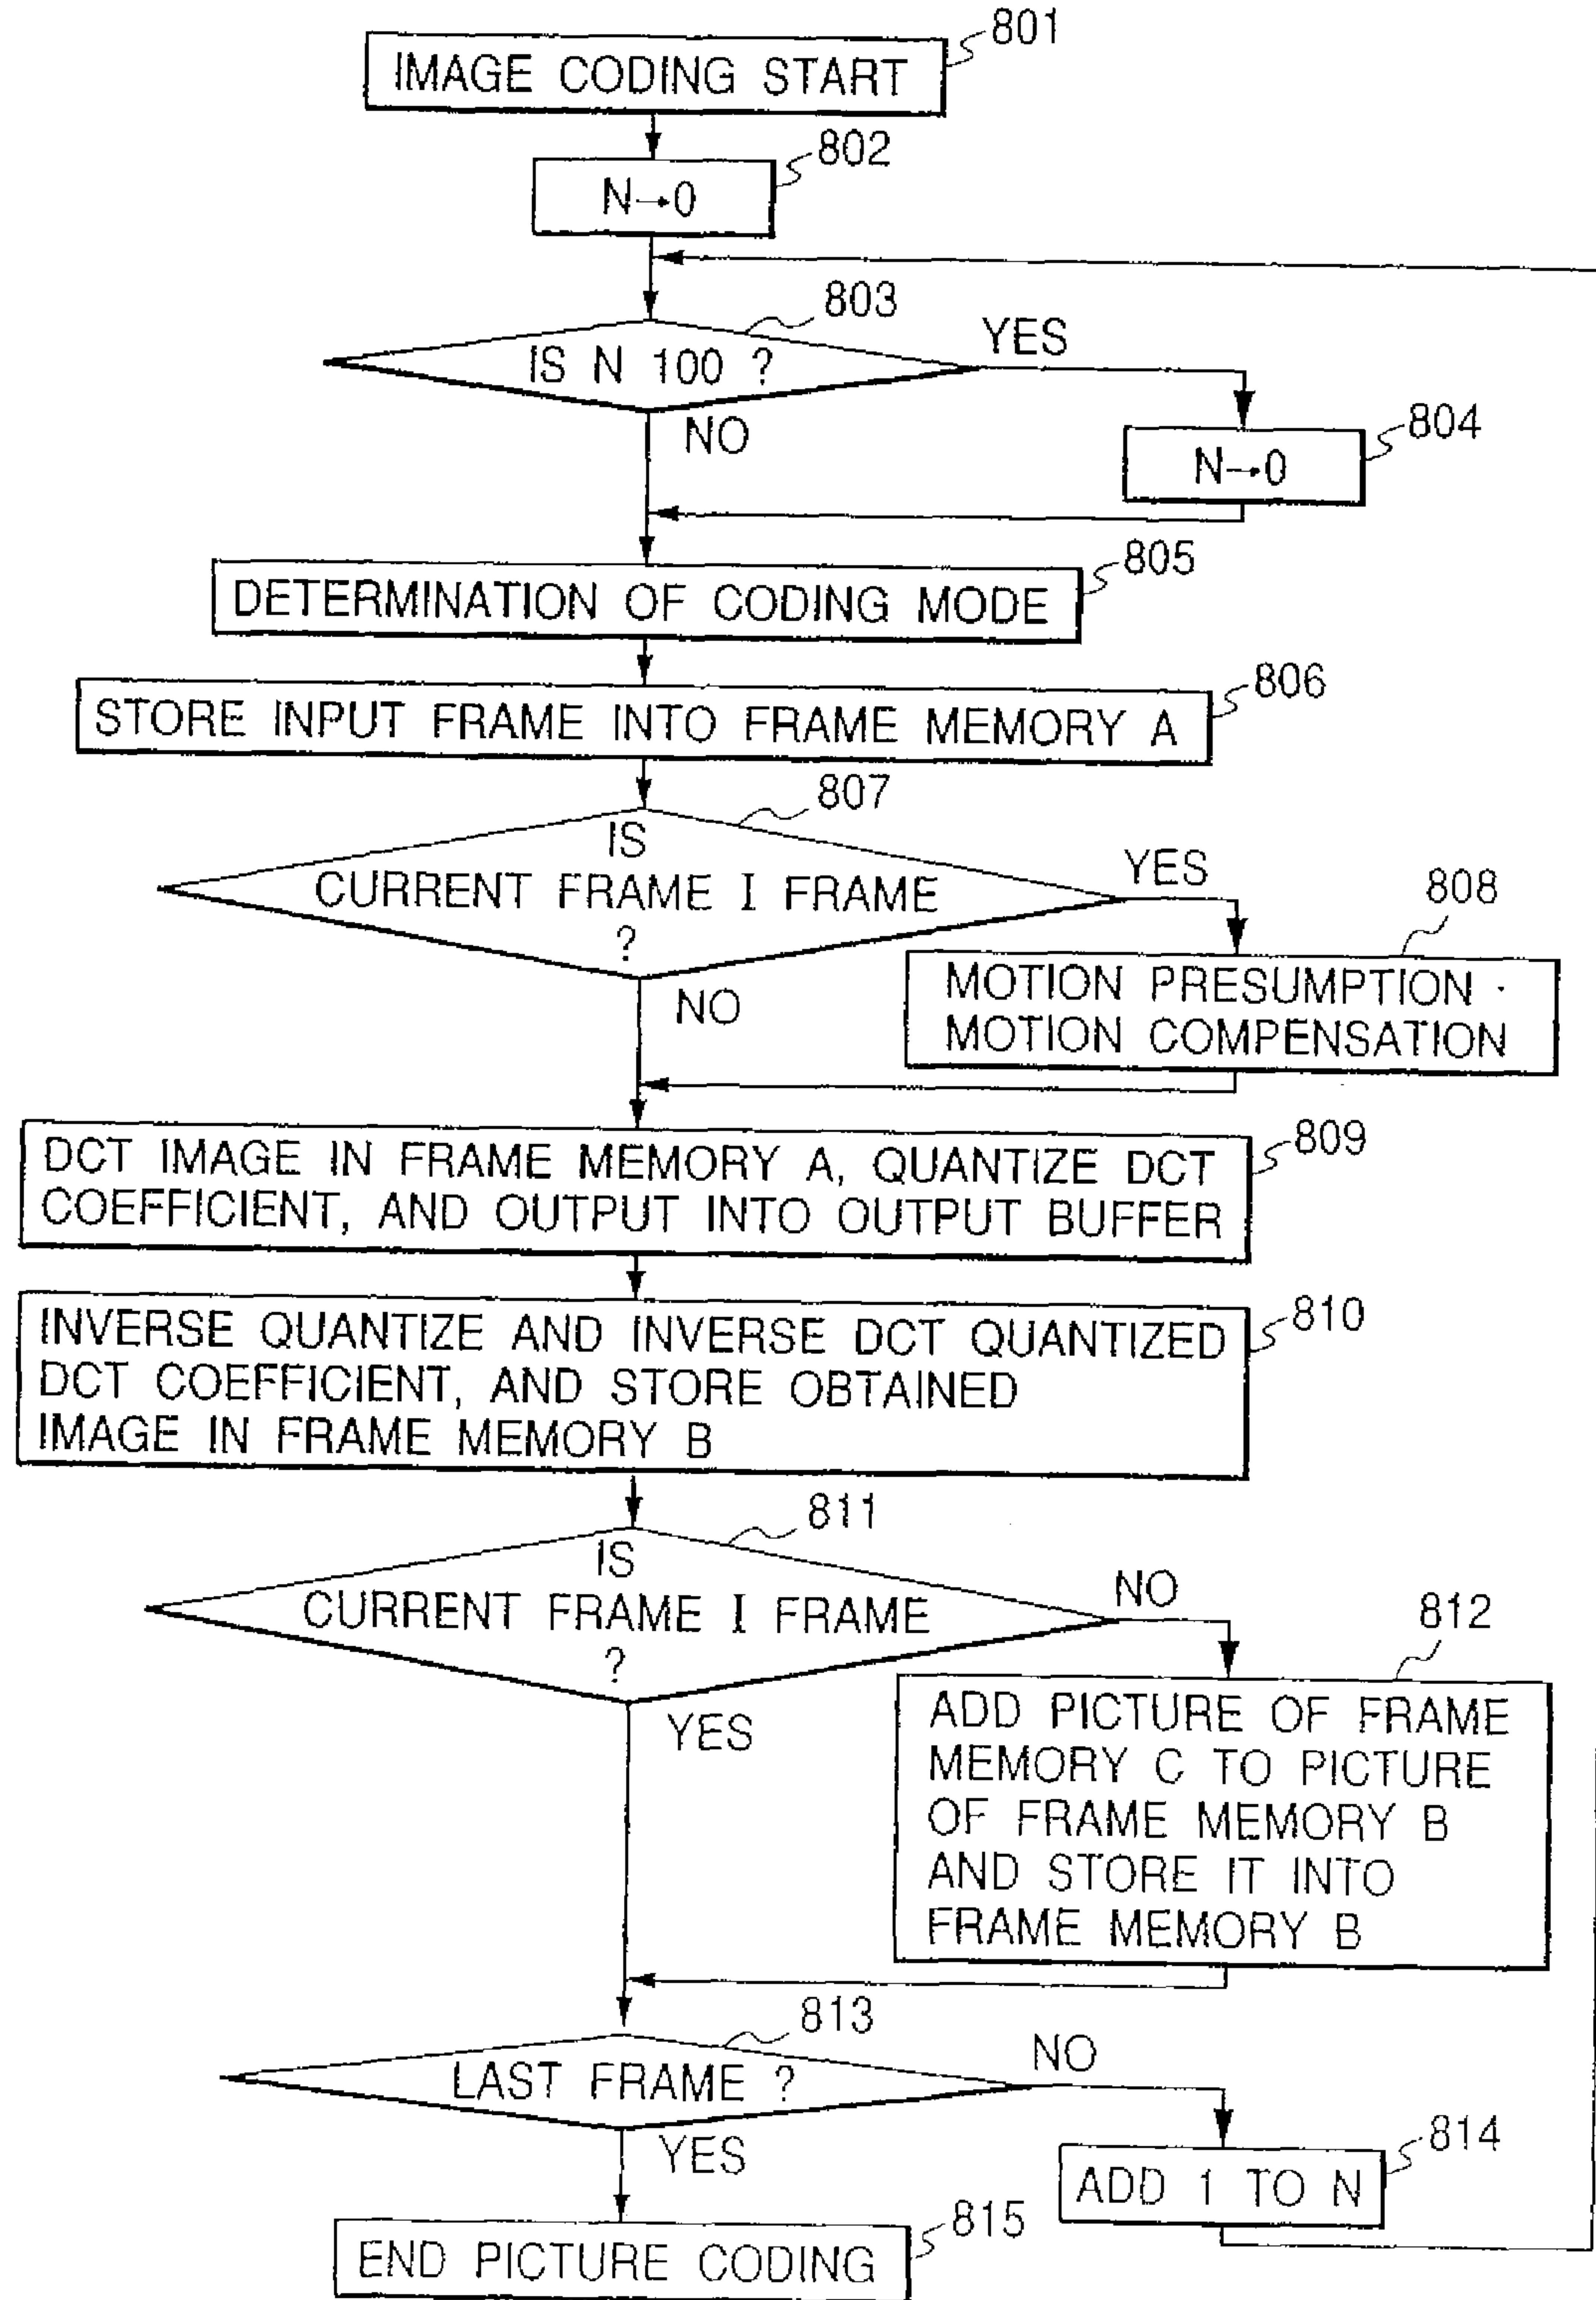 801
IMAGE CODING START
802
N→0
803
IS N 100 ?
YES
NO
804
N→0
805
DETERMINATION OF CODING MODE
806
STORE INPUT FRAME INTO FRAME MEMORY A
807
IS
CURRENT FRAME I FRAME
?
YES
NO
808
MOTION PRESUMPTION ·
MOTION COMPENSATION
809
DCT IMAGE IN FRAME MEMORY A, QUANTIZE DCT
COEFFICIENT, AND OUTPUT INTO OUTPUT BUFFER
810
INVERSE QUANTIZE AND INVERSE DCT QUANTIZED
DCT COEFFICIENT, AND STORE OBTAINED
IMAGE IN FRAME MEMORY B
811
IS
CURRENT FRAME I FRAME
?
NO
YES
812
ADD PICTURE OF FRAME
MEMORY C TO PICTURE
OF FRAME MEMORY B
AND STORE IT INTO
FRAME MEMORY B
813
LAST FRAME ?
NO
YES
814
ADD 1 TO N
815
END PICTURE CODING